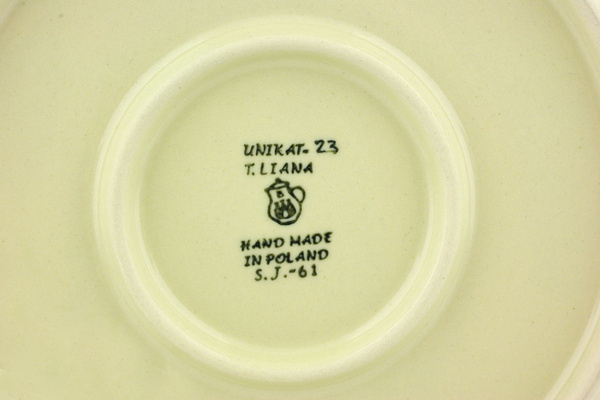 UNIKAT-23
T.LIANA
B
HAND MADE
IN POLAND
S.J.-61